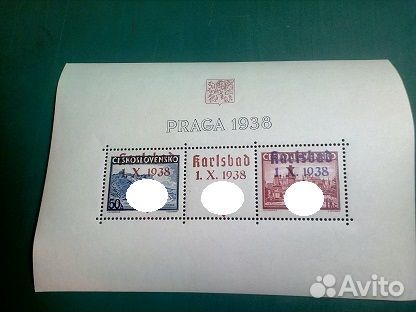 PRAGA 1938
ČESKOSLOVENSKO
1. X. 1938
50
Karlsbad
1. X. 1938
Karlsbad
1. X. 1938
Avito